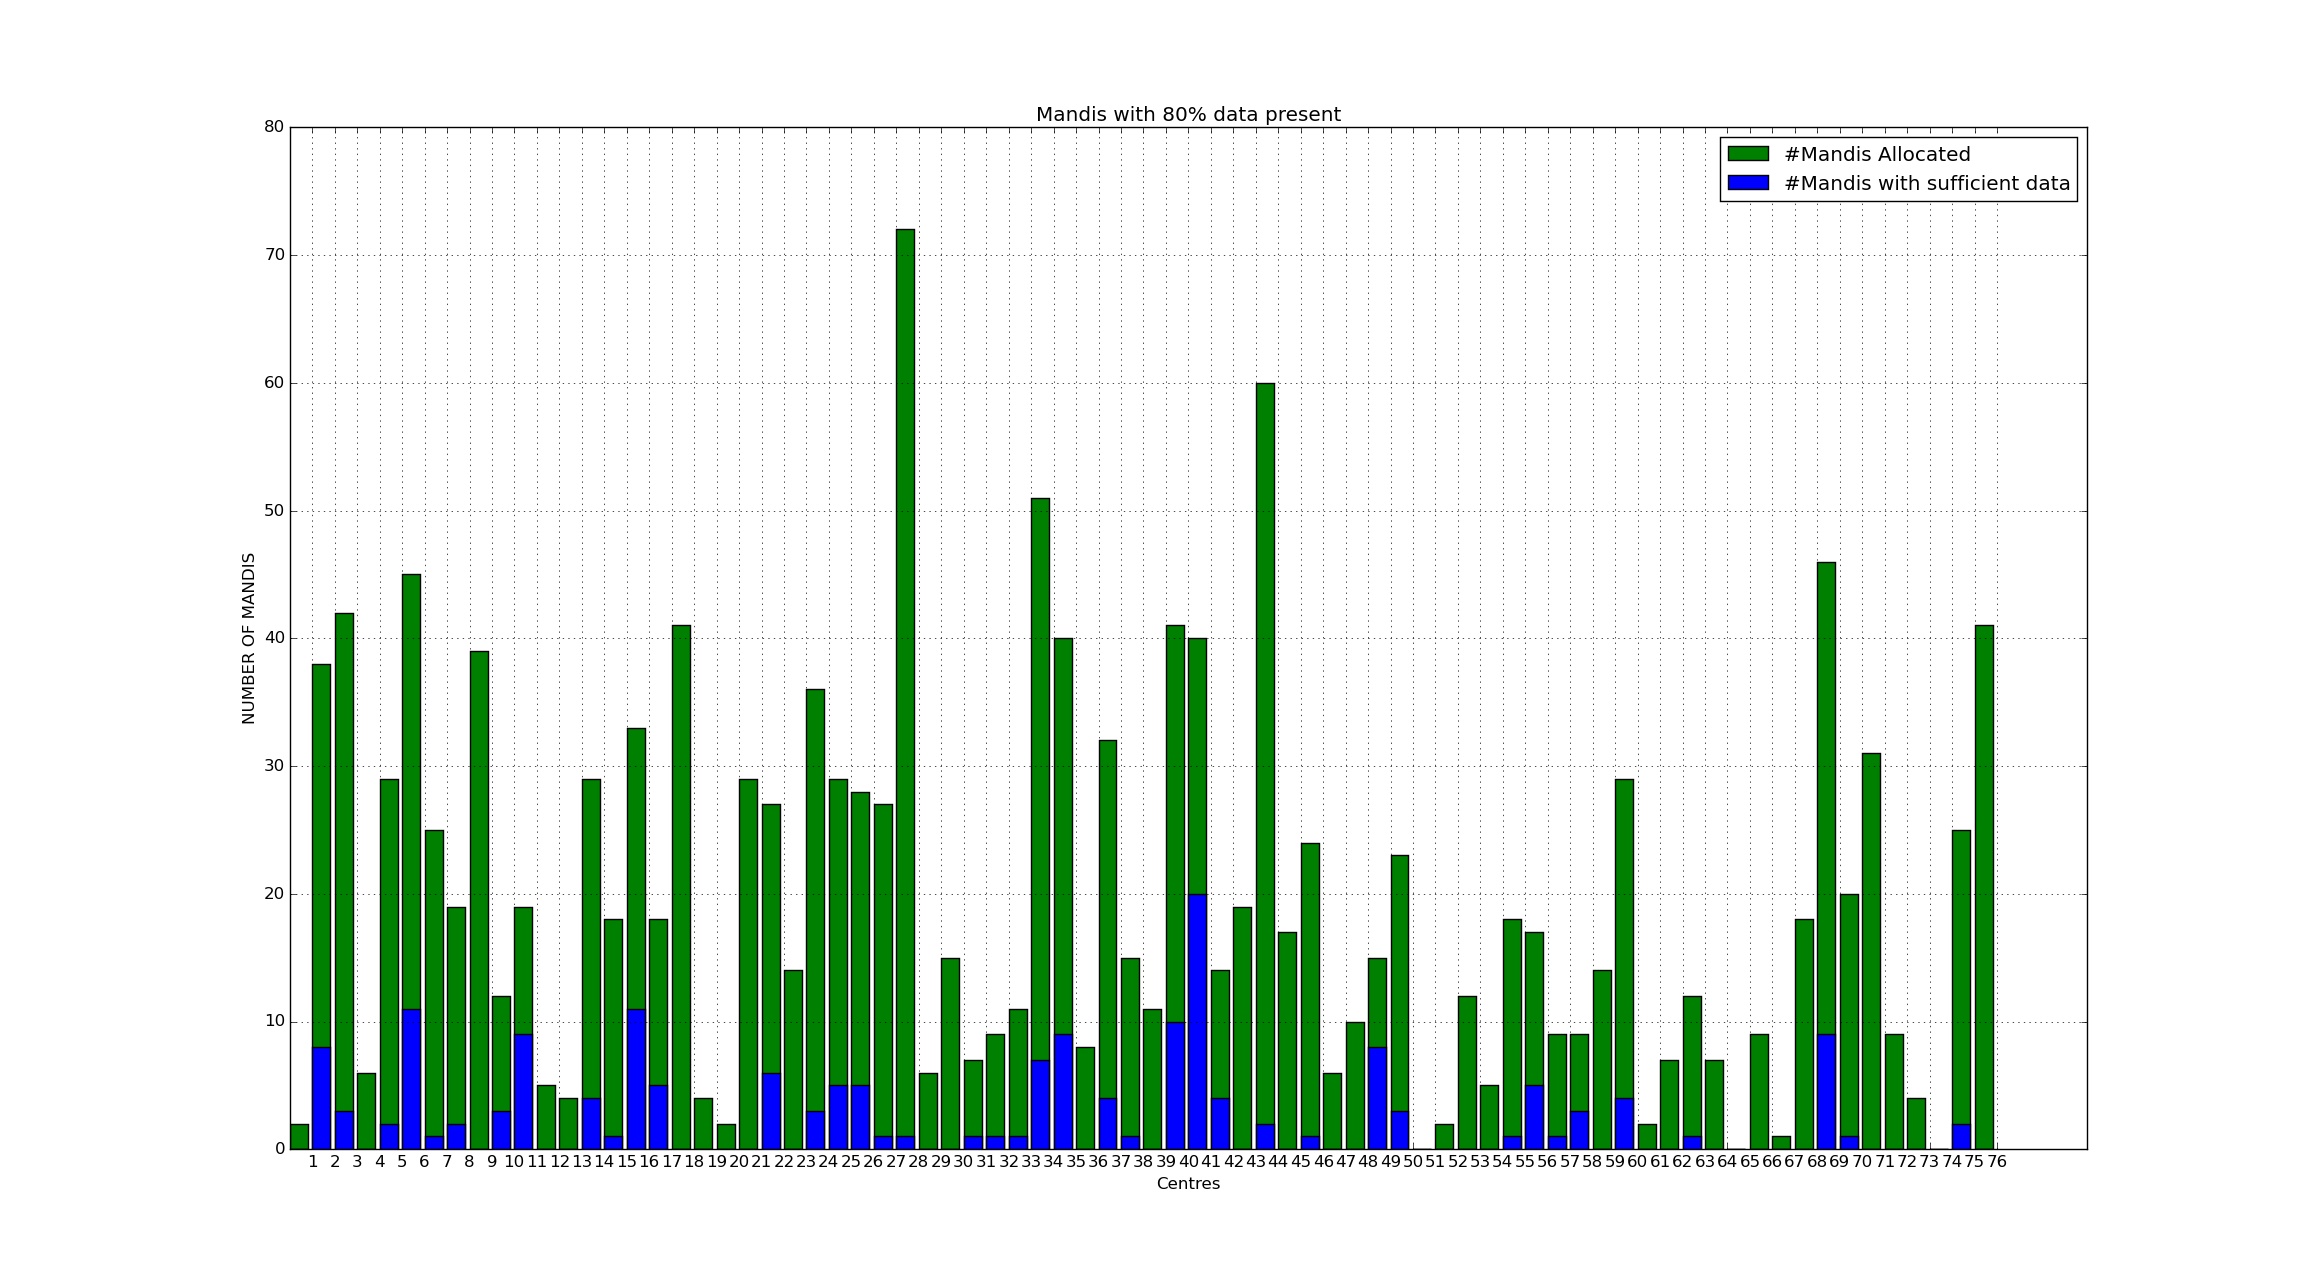 Mandis with 80% data present
#Mandis Allocated
#Mandis with sufficient data
80
70
60
50
40
30
20
10
0
NUMBER OF MANDIS
1 2 3 4 5 6 7 8 9 10 11 12 13 14 15 16 17 18 19 20 21 22 23 24 25 26 27 28 29 30 31 32 33 34 35 36 37 38 39 40 41 42 43 44 45 46 47 48 49 50 51 52 53 54 55 56 57 58 59 60 61 62 63 64 65 66 67 68 69 70 71 72 73 74 75 76
Centres